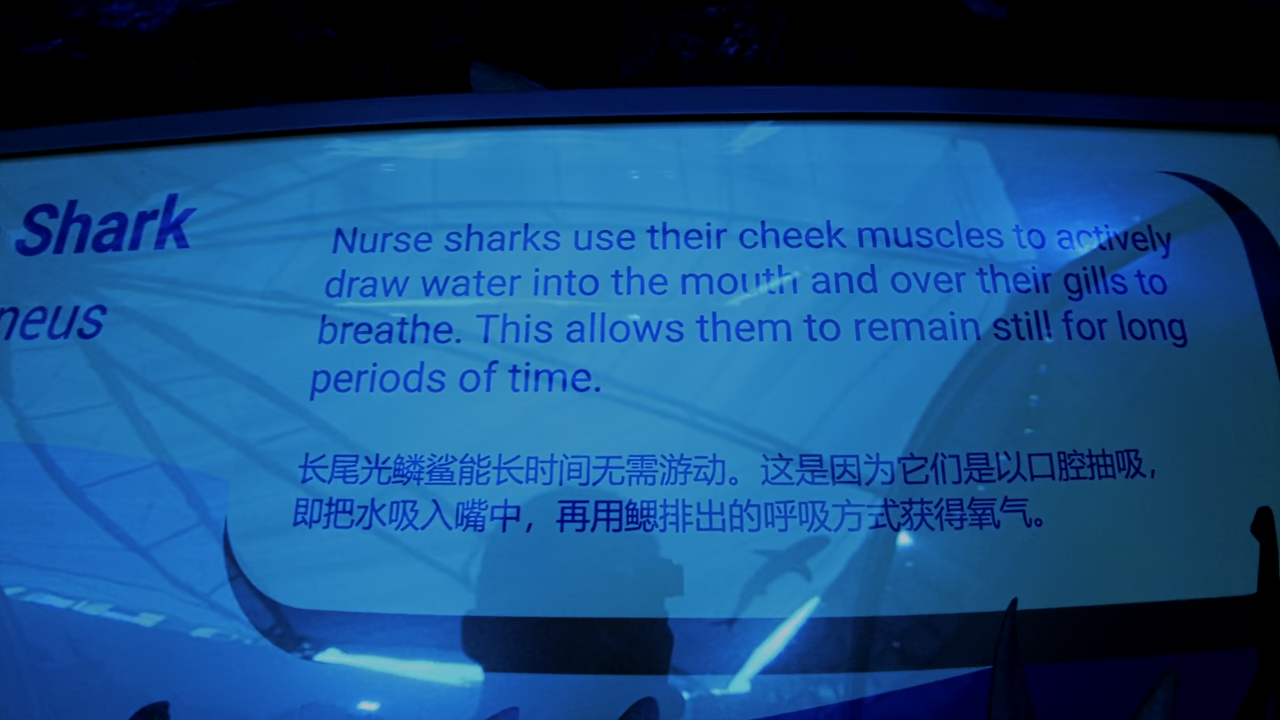 Shark
neus
Nurse sharks use their cheek muscles to actively
draw water into the mouth and over their gills to
breathe. This allows them to remain still for long
periods of time.
长尾光鳞鲨能长时间无需游动。这是因为它们是以口腔抽吸，
即把水吸入嘴中，再用鳃排出的呼吸方式获得氧气。